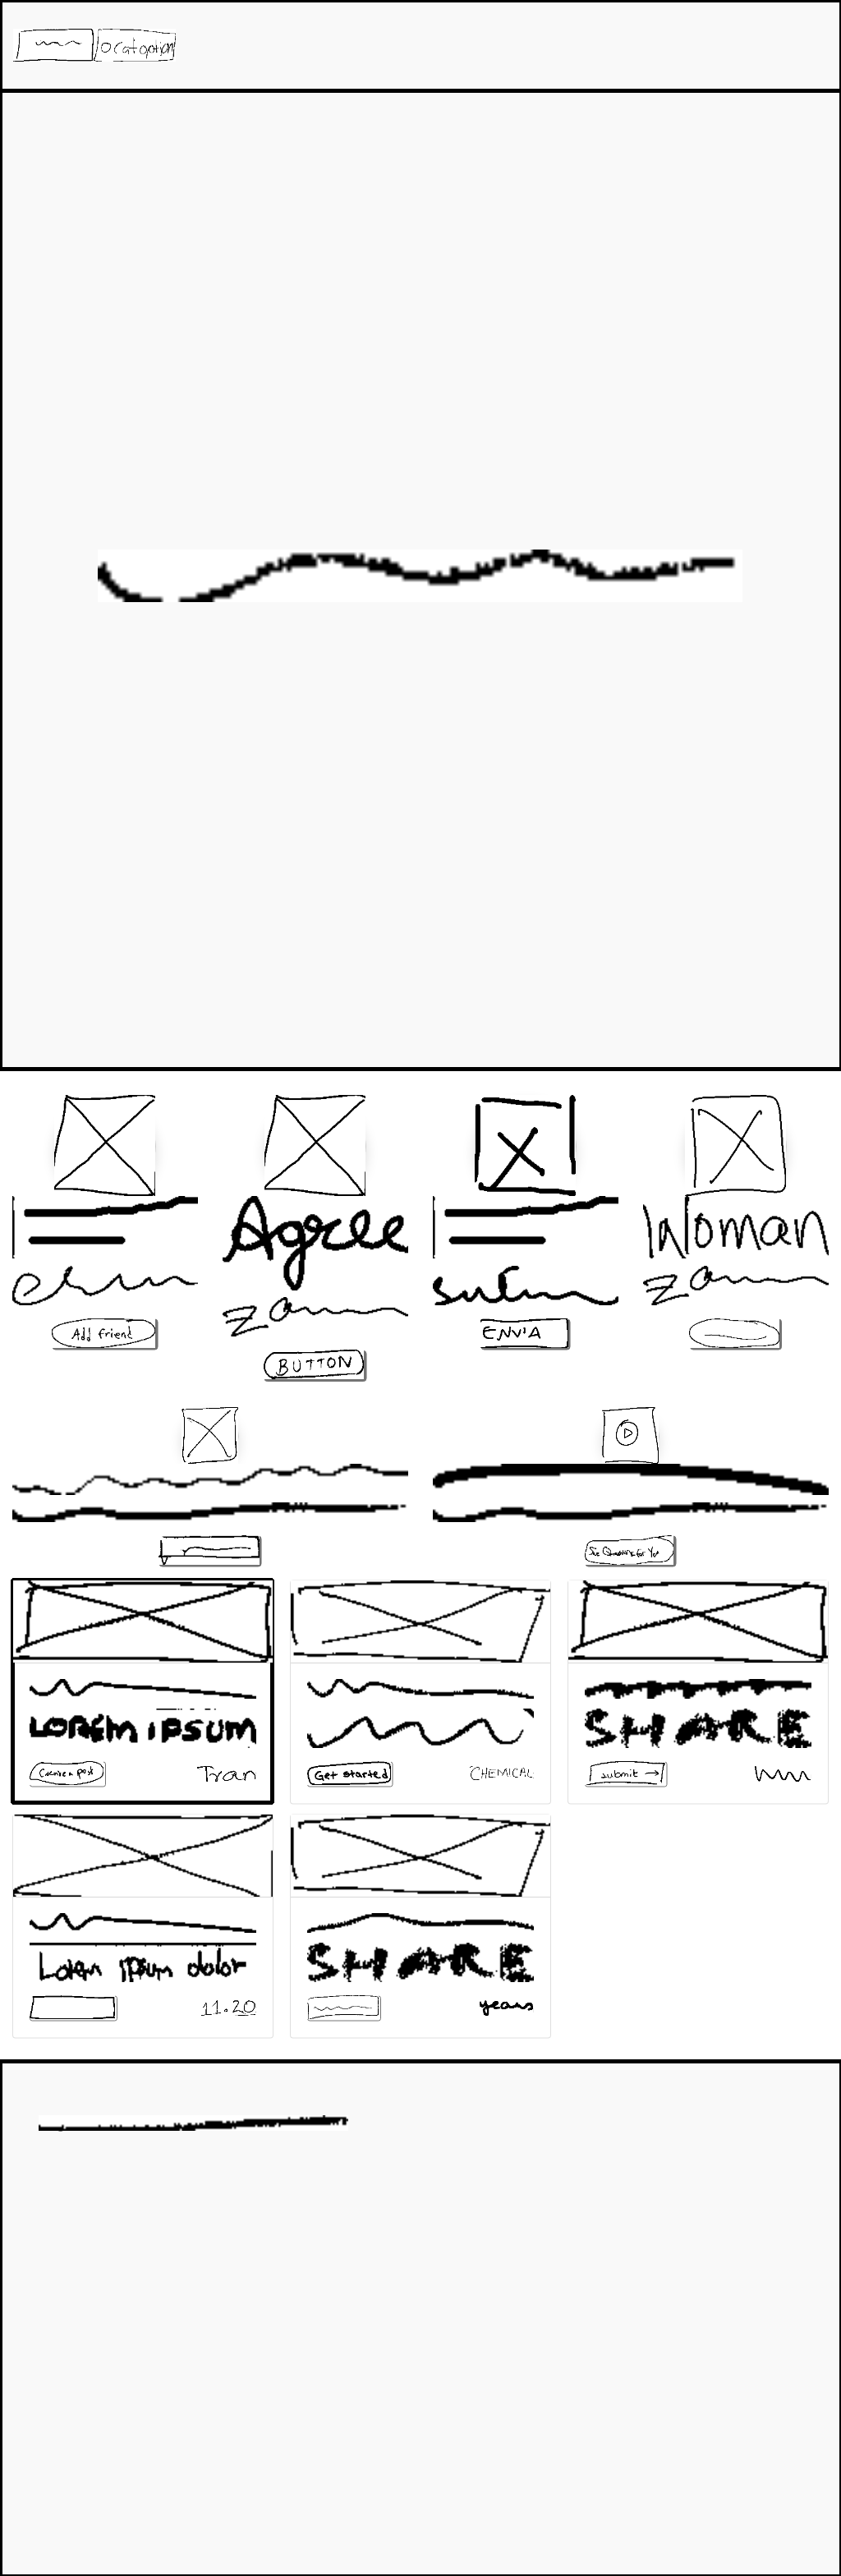 Agree
Woman
Add friend
BUTTON
ENVIA
LOREM IPSUM
Tran
Get started
CHEMICAL
SHARE
submit →
Lorem ipsum dolor
11.20
SHARE
years